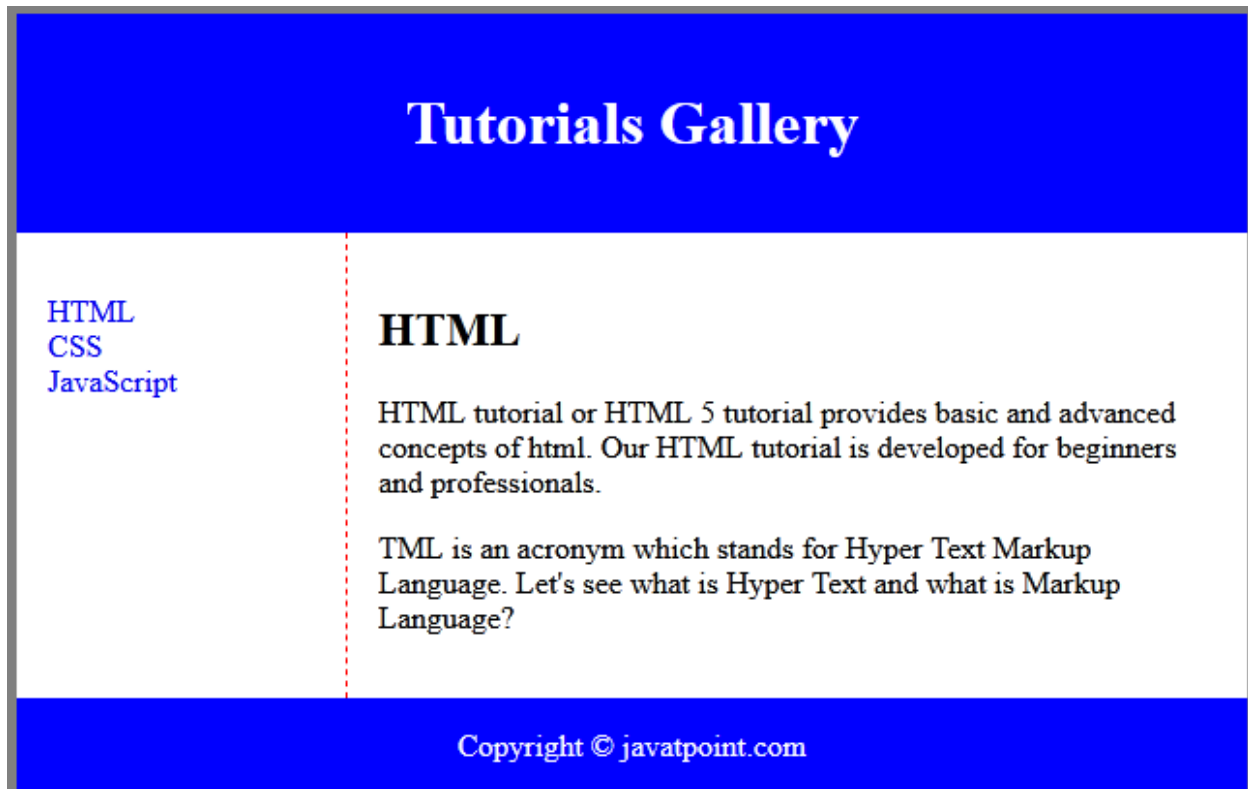 Tutorials Gallery
HTML
CSS
JavaScript
HTML
HTML tutorial or HTML 5 tutorial provides basic and advanced
concepts of html. Our HTML tutorial is developed for beginners
and professionals.
TML is an acronym which stands for Hyper Text Markup
Language. Let's see what is Hyper Text and what is Markup
Language?
Copyright © javatpoint.com